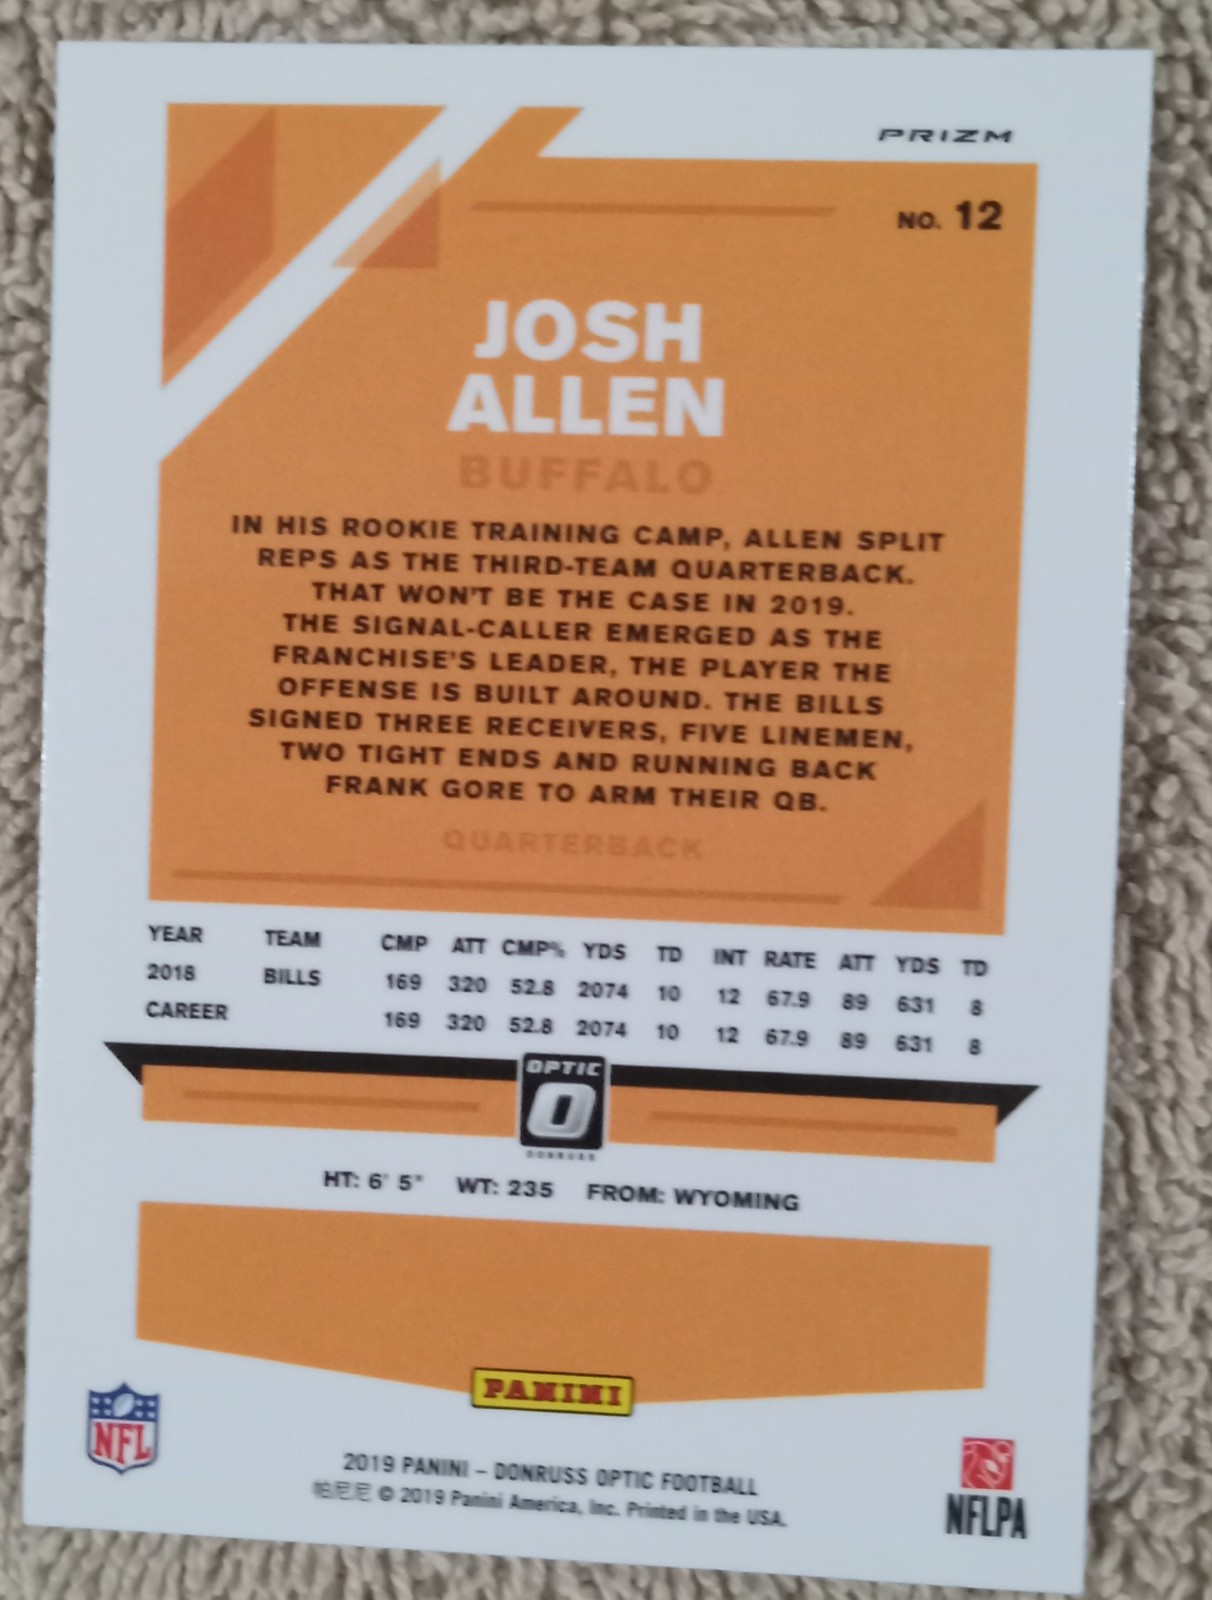 PRIZM
NO. 12
JOSH
ALLEN
BUFFALO
IN HIS ROOKIE TRAINING CAMP, ALLEN SPLIT
REPS AS THE THIRD-TEAM QUARTERBACK.
THAT WON'T BE THE CASE IN 2019.
THE SIGNAL-CALLER EMERGED AS THE
FRANCHISE'S LEADER, THE PLAYER THE
OFFENSE IS BUILT AROUND. THE BILLS
SIGNED THREE RECEIVERS, FIVE LINEMEN,
TWO TIGHT ENDS AND RUNNING BACK
FRANK GORE TO ARM THEIR QB.
QUARTERBACK
YEAR TEAM CMP ATT CMP% YDS TD INT RATE ATT YDS TD
2018 BILLS 169 320 52.8 2074 10 12 67.9 89 631 8
CAREER 169 320 52.8 2074 10 12 67.9 89 631 8
OPTIC
DONRUSS
HT: 6' 5" WT: 235 FROM: WYOMING
PANINI
NFL
2019 PANINI – DONRUSS OPTIC FOOTBALL
帕尼尼 © 2019 Panini America, Inc. Printed in the USA.
NFLPA